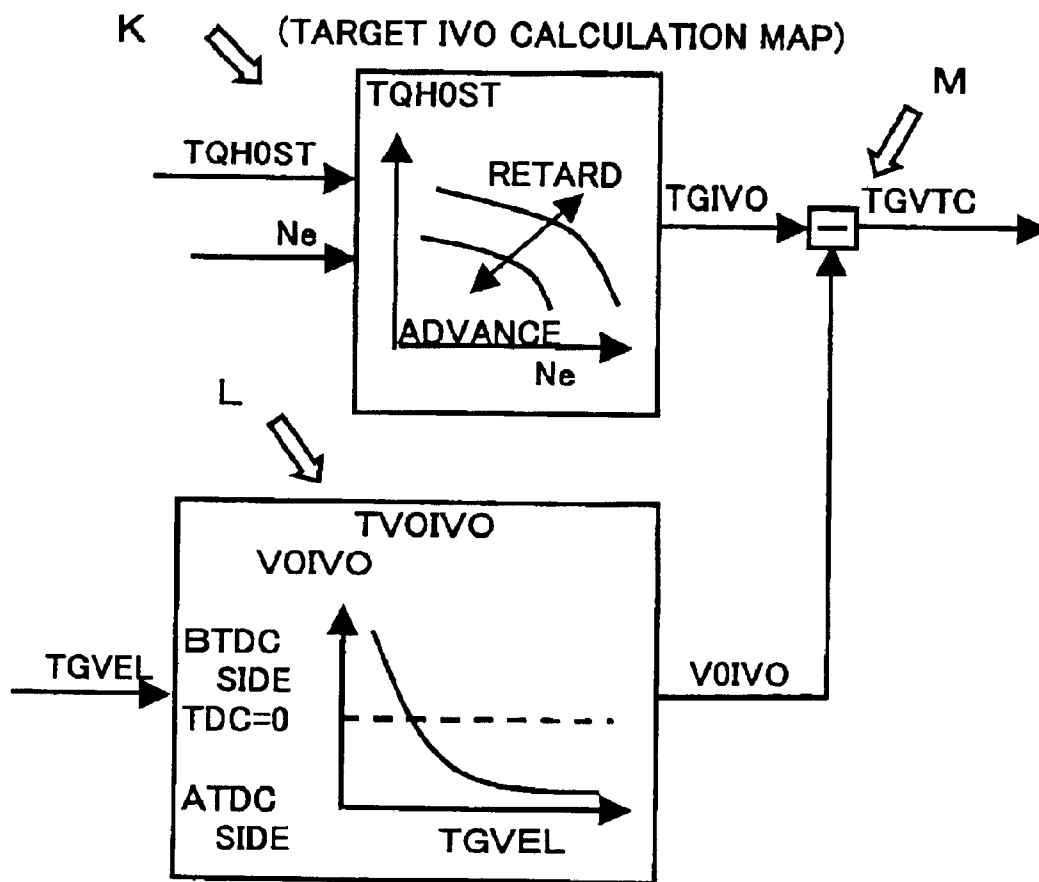 K
(TARGET IVO CALCULATION MAP)
M
TQH0ST
TQH0ST
Ne
RETARD
ADVANCE
Ne
TGIVO
TGVTC
−
L
TV0IVO
V0IVO
BTDC
SIDE
TDC=0
ATDC
SIDE
TGVEL
TGVEL
V0IVO